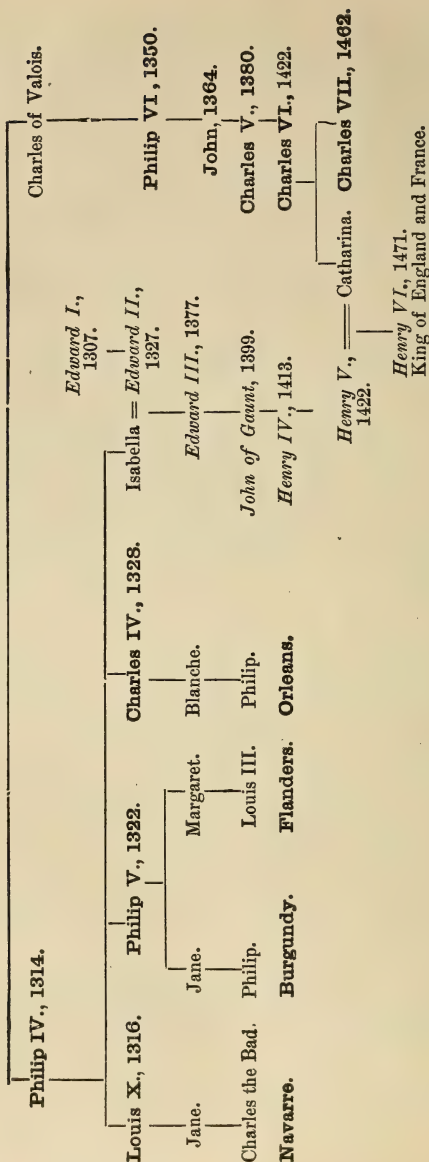 Philip IV., 1314. Charles of Valois.
Edward I.,
1307.
Louis X., 1316. Philip V., 1322. Charles IV., 1328. Isabella = Edward II., Philip VI, 1350.
1327.
Jane. Jane. Margaret. Blanche. Edward III., 1377. John, 1364.
Charles the Bad. Philip. Louis III. Philip. John of Gaunt, 1399. Charles V., 1380.
Navarre. Burgundy. Flanders. Orleans. Henry IV., 1413. Charles VI., 1422.
Henry V., = Catharina. Charles VII., 1462.
1422.
Henry VI., 1471.
King of England and France.